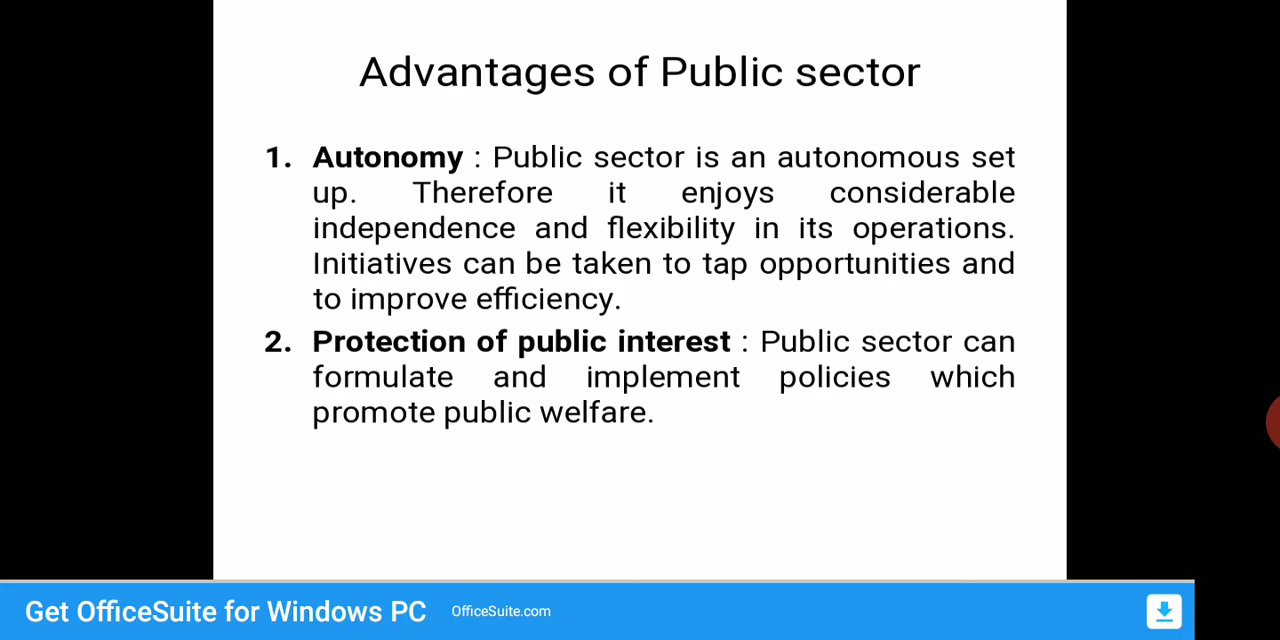 Advantages of Public sector
1. Autonomy : Public sector is an autonomous set
up. Therefore it enjoys considerable
independence and flexibility in its operations.
Initiatives can be taken to tap opportunities and
to improve efficiency.
2. Protection of public interest : Public sector can
formulate and implement policies which
promote public welfare.
Get OfficeSuite for Windows PC OfficeSuite.com